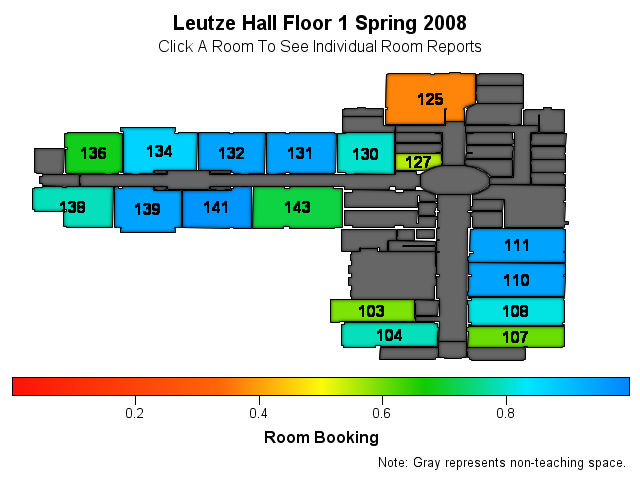 Leutze Hall Floor 1 Spring 2008
Click A Room To See Individual Room Reports
125
136 134 132 131 130 127
138 139 141 143
111
110
103 108
104 107
0.2 0.4 0.6 0.8
Room Booking
Note: Gray represents non-teaching space.